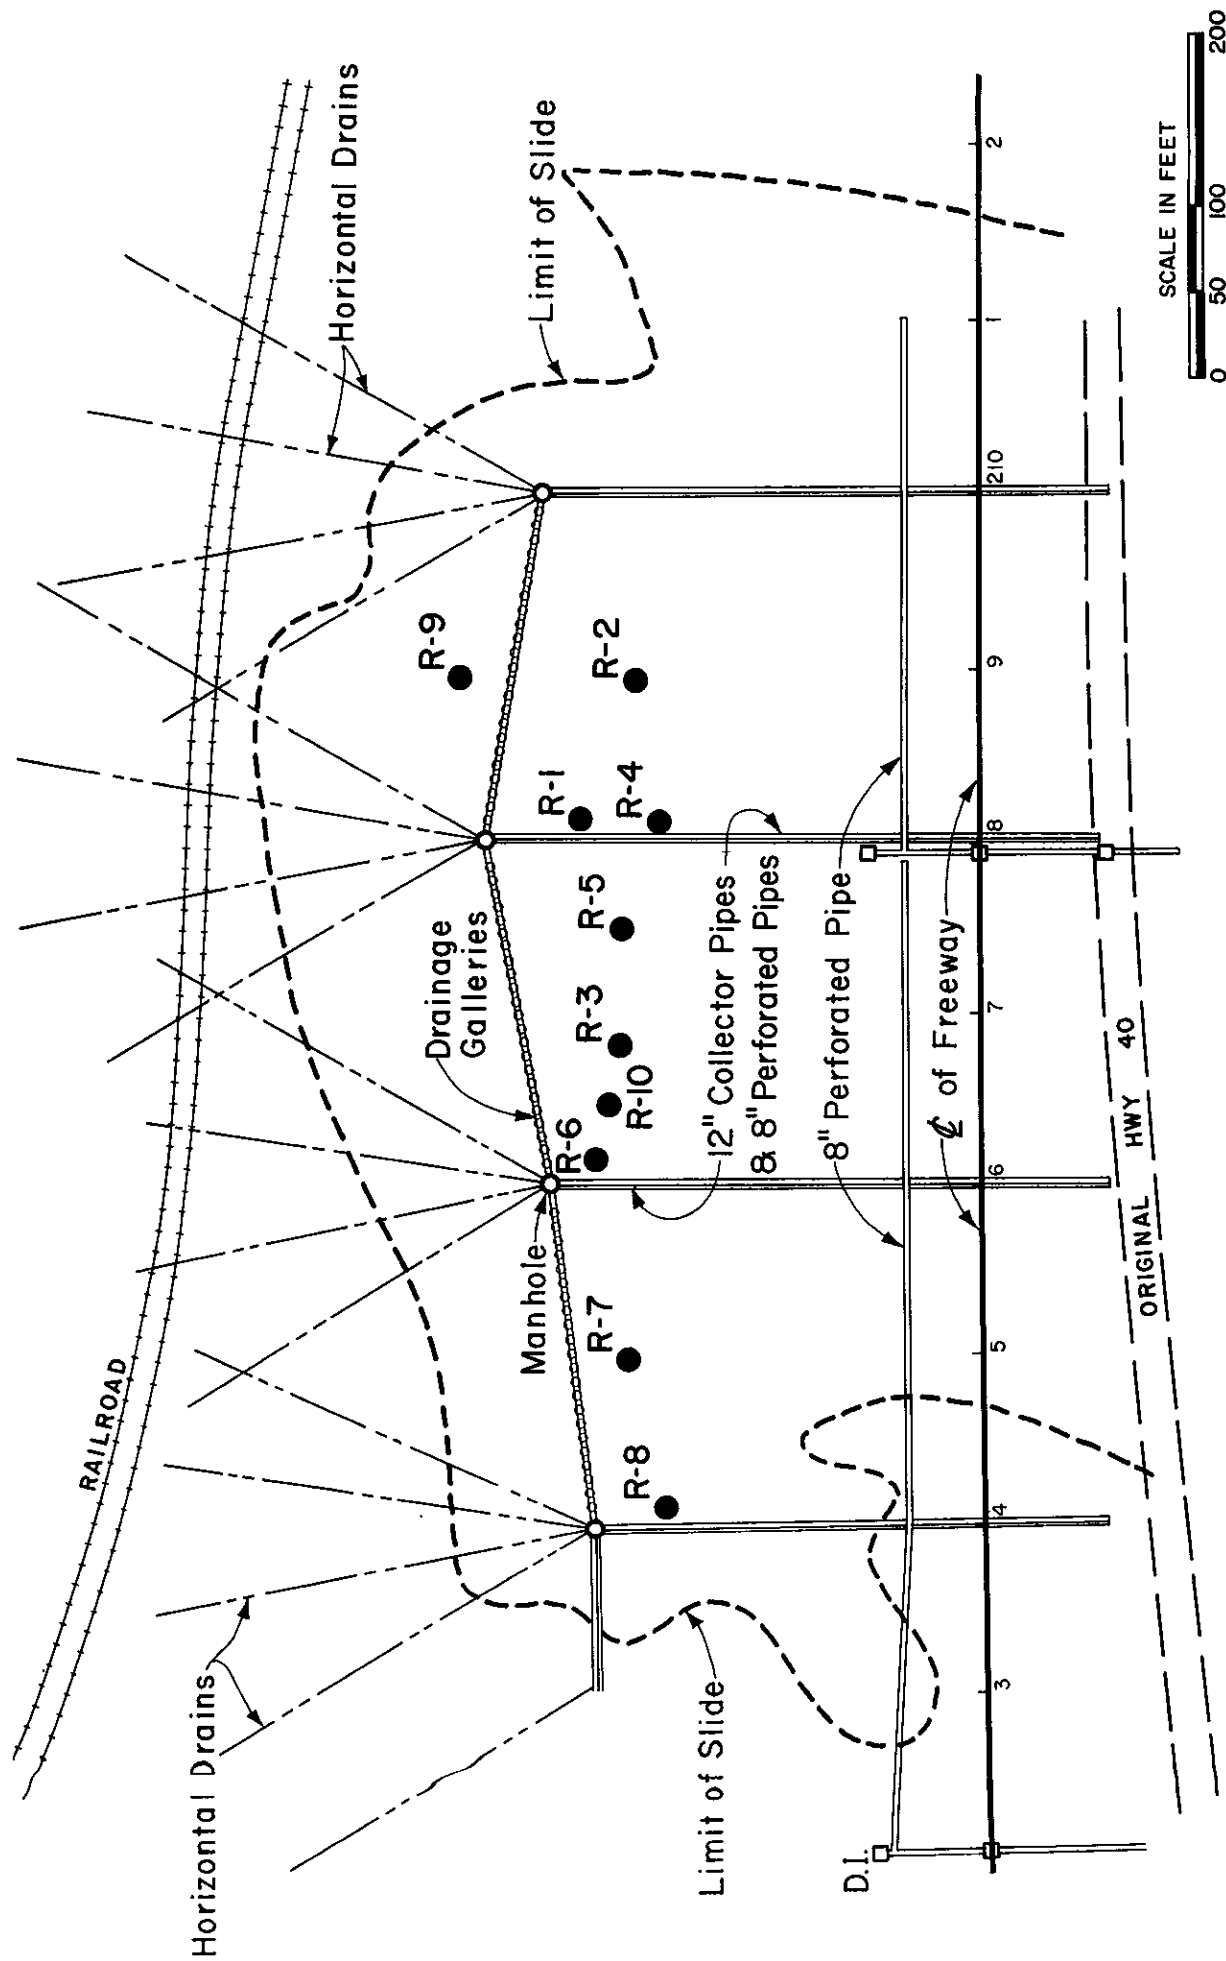 RAILROAD
Horizontal Drains
Horizontal Drains
Limit of Slide
R-9
R-2
R-1
R-4
R-5
R-3
R-10
R-6
R-7
R-8
Drainage
Galleries
Manhole
12" Collector Pipes
& 8" Perforated Pipes
8" Perforated Pipe
℄ of Freeway
Limit of Slide
D.I.
3
4
5
6
7
8
9
210
1
2
ORIGINAL HWY 40
SCALE IN FEET
0 50 100 200